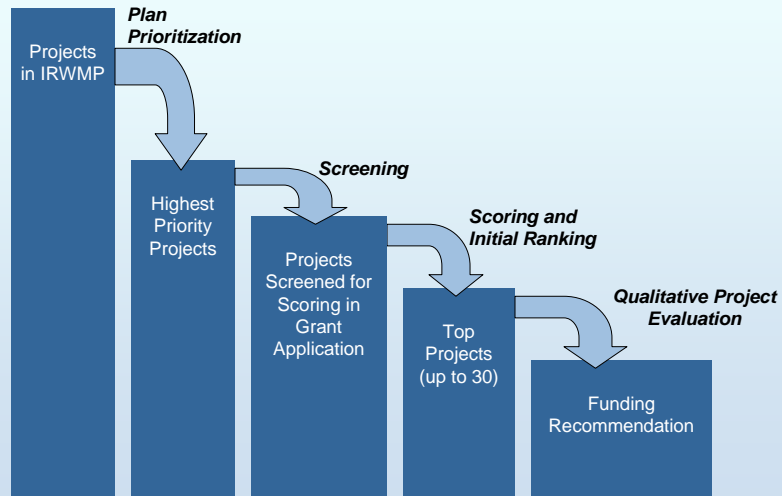 Plan
Prioritization
Projects
in IRWMP
Screening
Highest
Priority
Projects
Scoring and
Initial Ranking
Projects
Screened for
Scoring in
Grant
Application
Qualitative Project
Evaluation
Top
Projects
(up to 30)
Funding
Recommendation